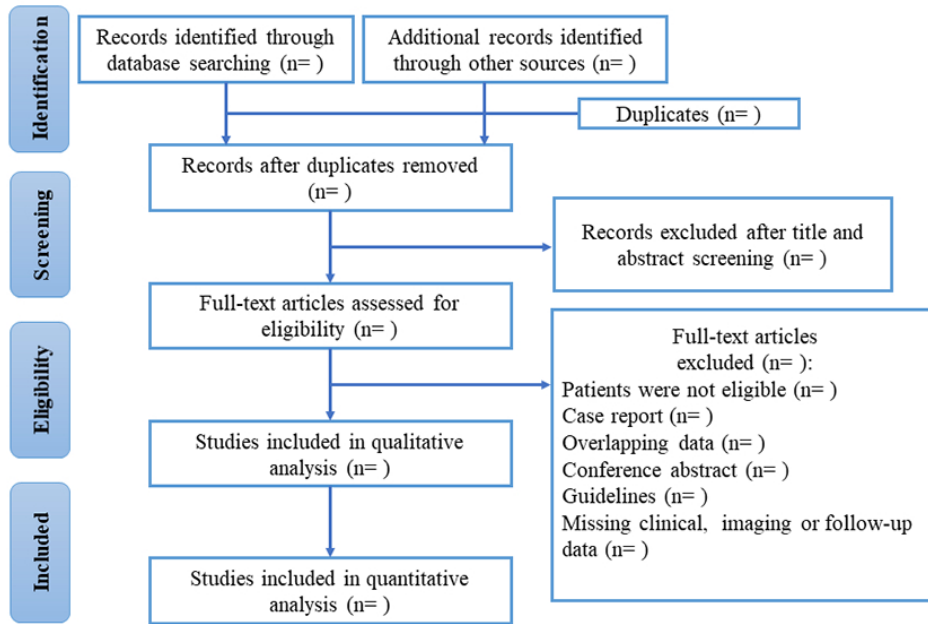 Identification
Records identified through
database searching (n= )
Additional records identified
through other sources (n= )
Duplicates (n= )
Records after duplicates removed
(n= )
Screening
Records excluded after title and
abstract screening (n= )
Full-text articles assessed for
eligibility (n= )
Eligibility
Full-text articles
excluded (n= ):
Patients were not eligible (n= )
Case report (n= )
Overlapping data (n= )
Conference abstract (n= )
Guidelines (n= )
Missing clinical, imaging or follow-up
data (n= )
Studies included in qualitative
analysis (n= )
Included
Studies included in quantitative
analysis (n= )